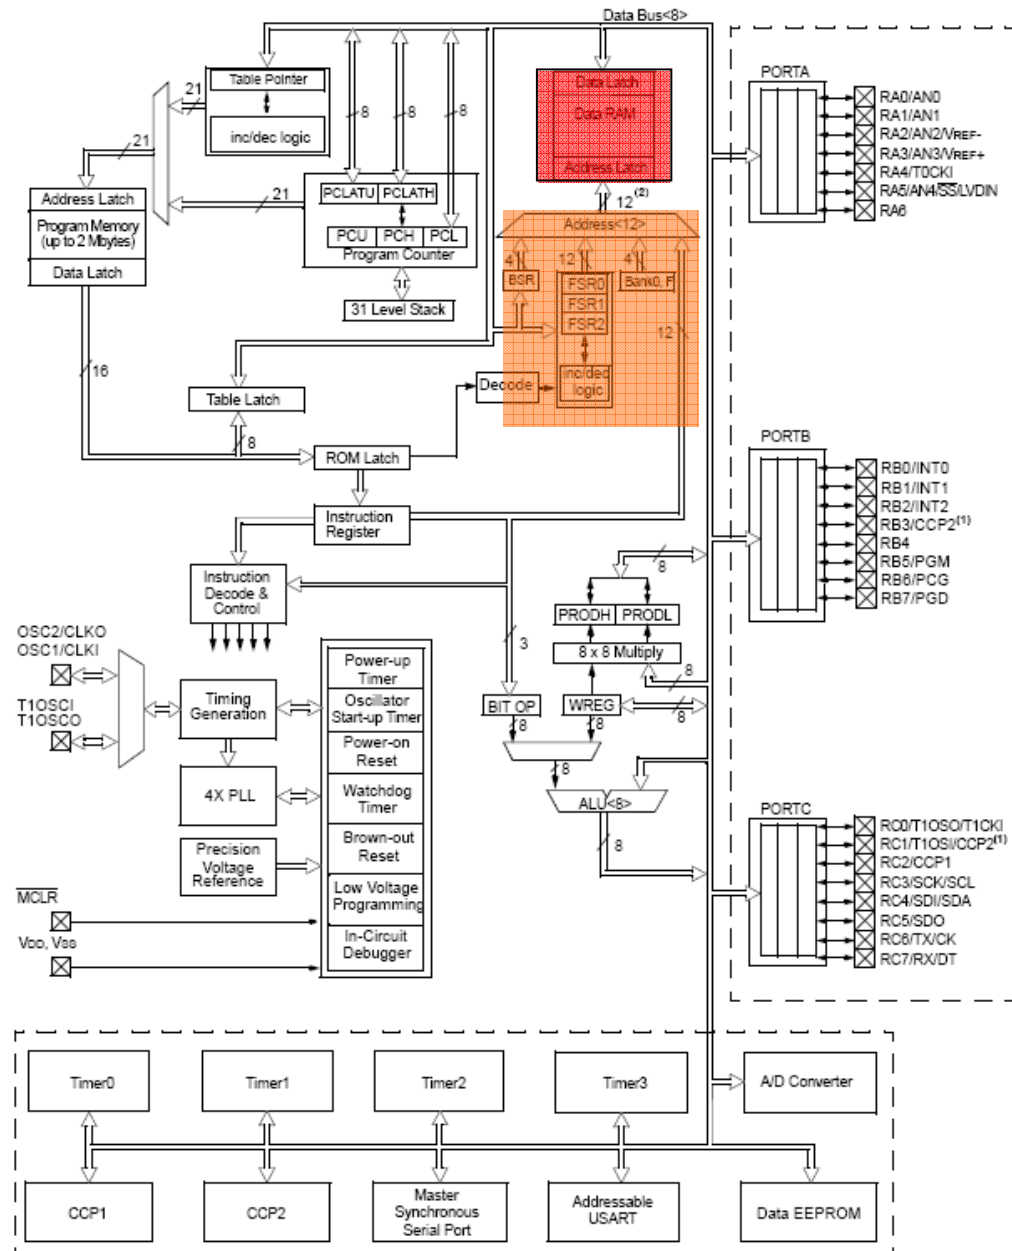 Data Bus<8>
Table Pointer
inc/dec logic
21
8
8
8
21
21
PCLATU
PCLATH
PCU
PCH
PCL
Program Counter
31 Level Stack
Address Latch
Program Memory
(up to 2 Mbytes)
Data Latch
16
Table Latch
8
ROM Latch
Instruction
Register
Instruction
Decode &
Control
Data Latch
Data RAM
Address Latch
12(2)
Address<12>
4
12
4
BSR
FSR0
FSR1
FSR2
Bank0, F
12
inc/dec
logic
Decode
8
PRODH
PRODL
8 x 8 Multiply
3
8
BIT OP
WREG
8
8
8
8
ALU<8>
8
OSC2/CLKO
OSC1/CLKI
T1OSCI
T1OSCO
Timing
Generation
4X PLL
Precision
Voltage
Reference
MCLR
VDD, VSS
Power-up
Timer
Oscillator
Start-up Timer
Power-on
Reset
Watchdog
Timer
Brown-out
Reset
Low Voltage
Programming
In-Circuit
Debugger
PORTA
RA0/AN0
RA1/AN1
RA2/AN2/VREF-
RA3/AN3/VREF+
RA4/T0CKI
RA5/AN4/SS/LVDIN
RA6
PORTB
RB0/INT0
RB1/INT1
RB2/INT2
RB3/CCP2(1)
RB4
RB5/PGM
RB6/PCG
RB7/PGD
PORTC
RC0/T1OSO/T1CKI
RC1/T1OSI/CCP2(1)
RC2/CCP1
RC3/SCK/SCL
RC4/SDI/SDA
RC5/SDO
RC6/TX/CK
RC7/RX/DT
Timer0
Timer1
Timer2
Timer3
A/D Converter
CCP1
CCP2
Master
Synchronous
Serial Port
Addressable
USART
Data EEPROM